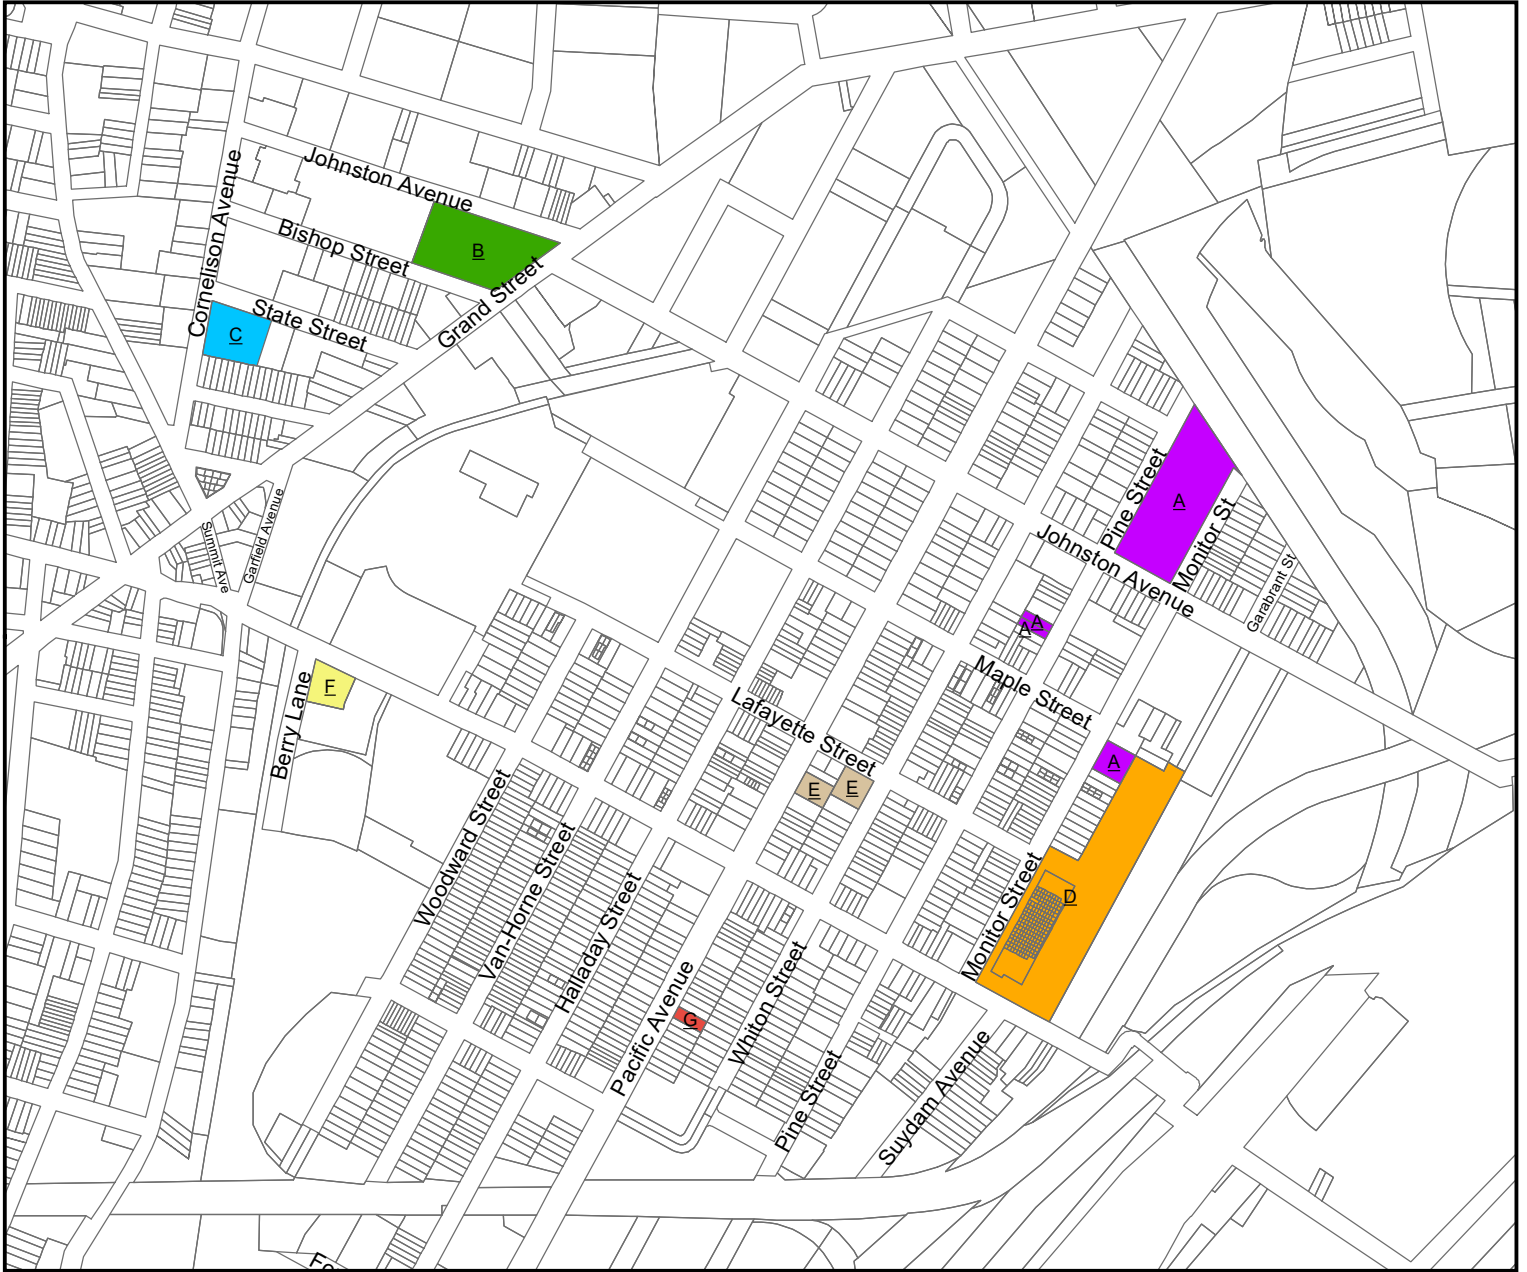 Johnston Avenue
Cornelison Avenue
Bishop Street
B
Grand Street
State Street
C
Pine Street
A
Monitor St
Johnston Avenue
Garabrant St
Summit Ave
Garfield Avenue
A
A
Maple Street
F
Berry Lane
Lafayette Street
A
E
E
Woodward Street
Van-Horne Street
Halladay Street
Monitor Street
D
Pacific Avenue
G
Whiton Street
Pine Street
Suydam Avenue